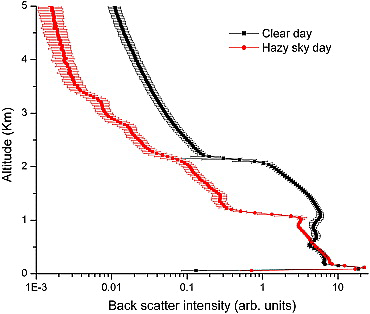 5
4
3
2
1
0
Altitude (Km)
Clear day
Hazy sky day
1E-3
0.01
0.1
1
10
Back scatter intensity (arb. units)